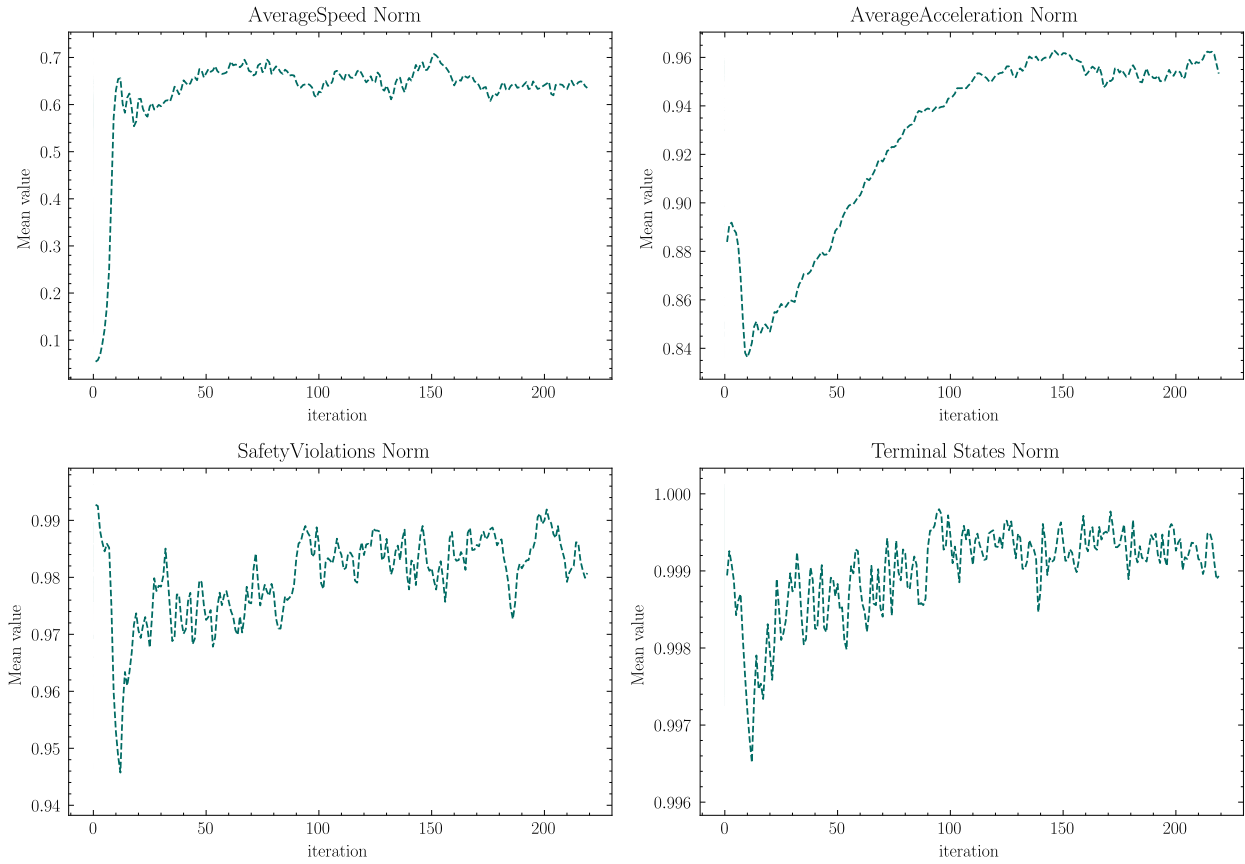 AverageSpeed Norm
Mean value
0.7
0.6
0.5
0.4
0.3
0.2
0.1
0 50 100 150 200
iteration
AverageAcceleration Norm
Mean value
0.96
0.94
0.92
0.90
0.88
0.86
0.84
0 50 100 150 200
iteration
SafetyViolations Norm
Mean value
0.99
0.98
0.97
0.96
0.95
0.94
0 50 100 150 200
iteration
Terminal States Norm
Mean value
1.000
0.999
0.998
0.997
0.996
0 50 100 150 200
iteration